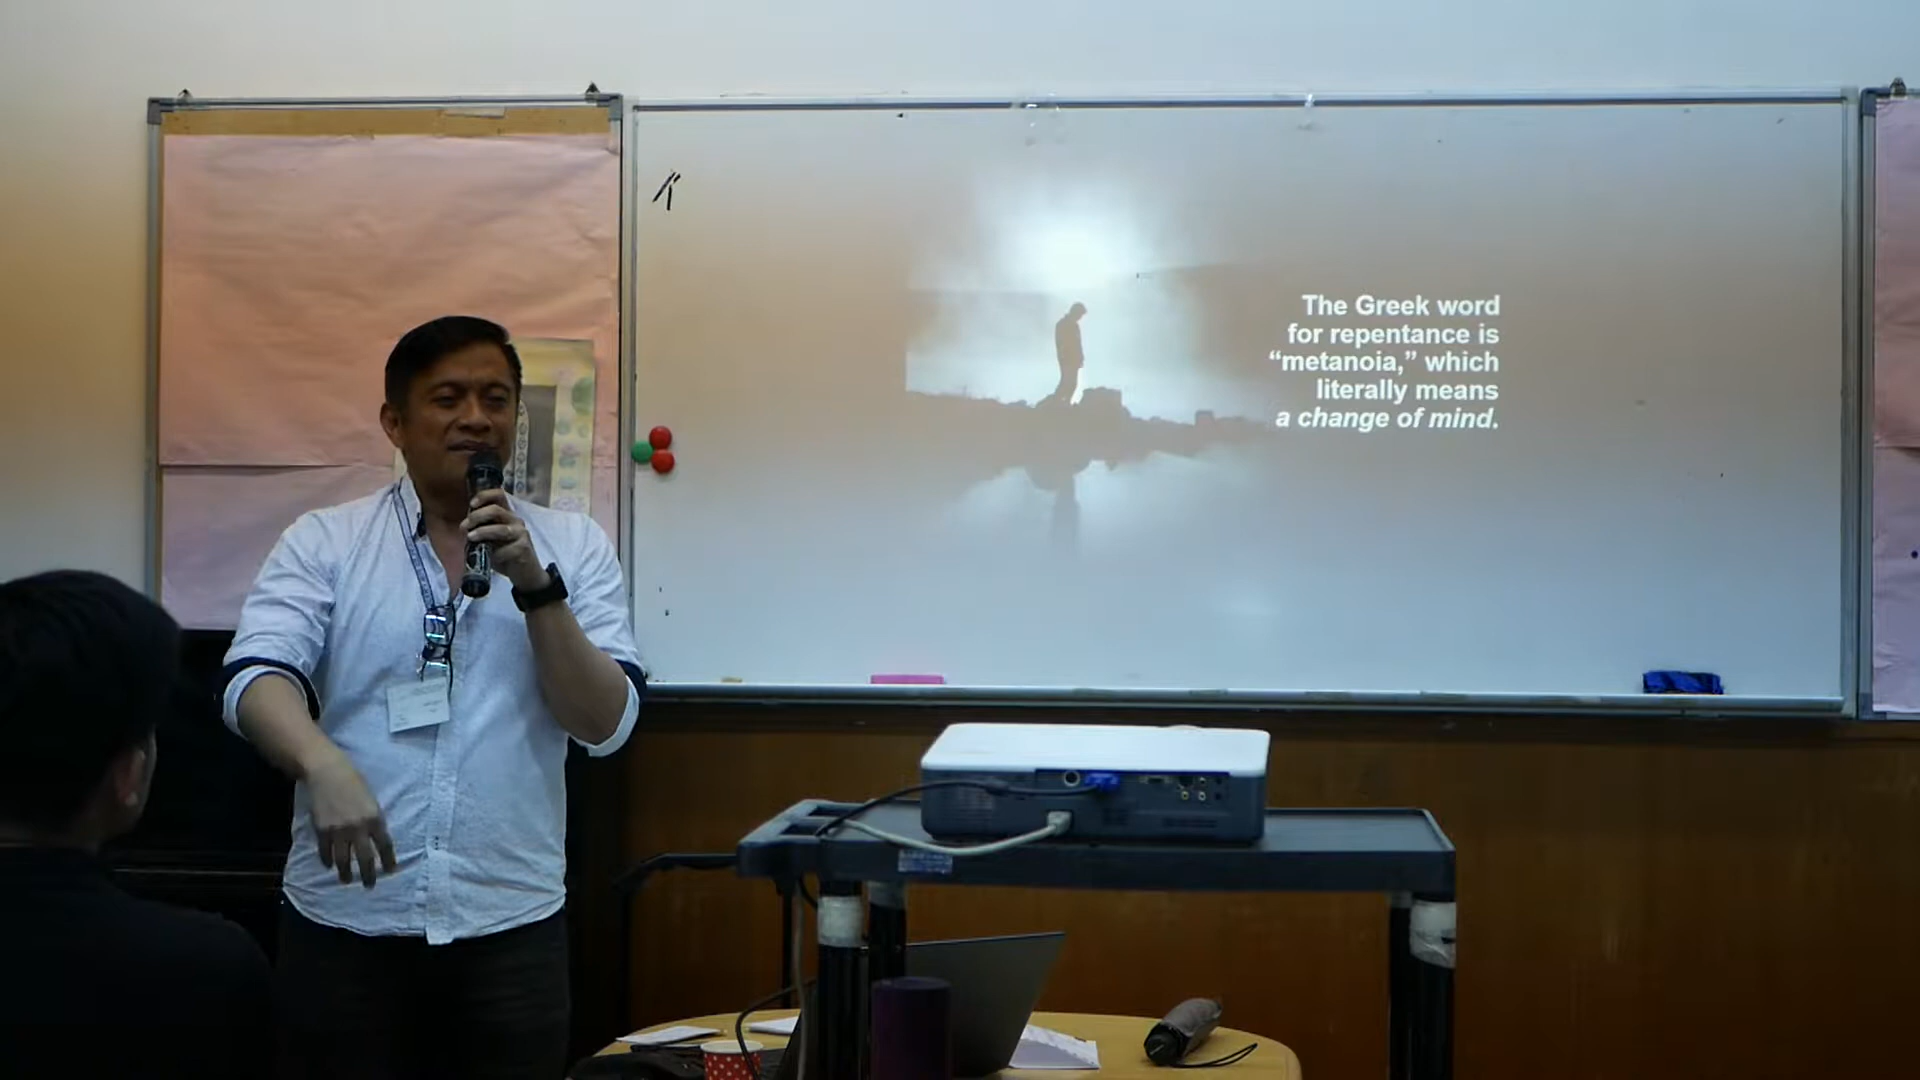 The Greek word
for repentance is
“metanoia,” which
literally means
a change of mind.